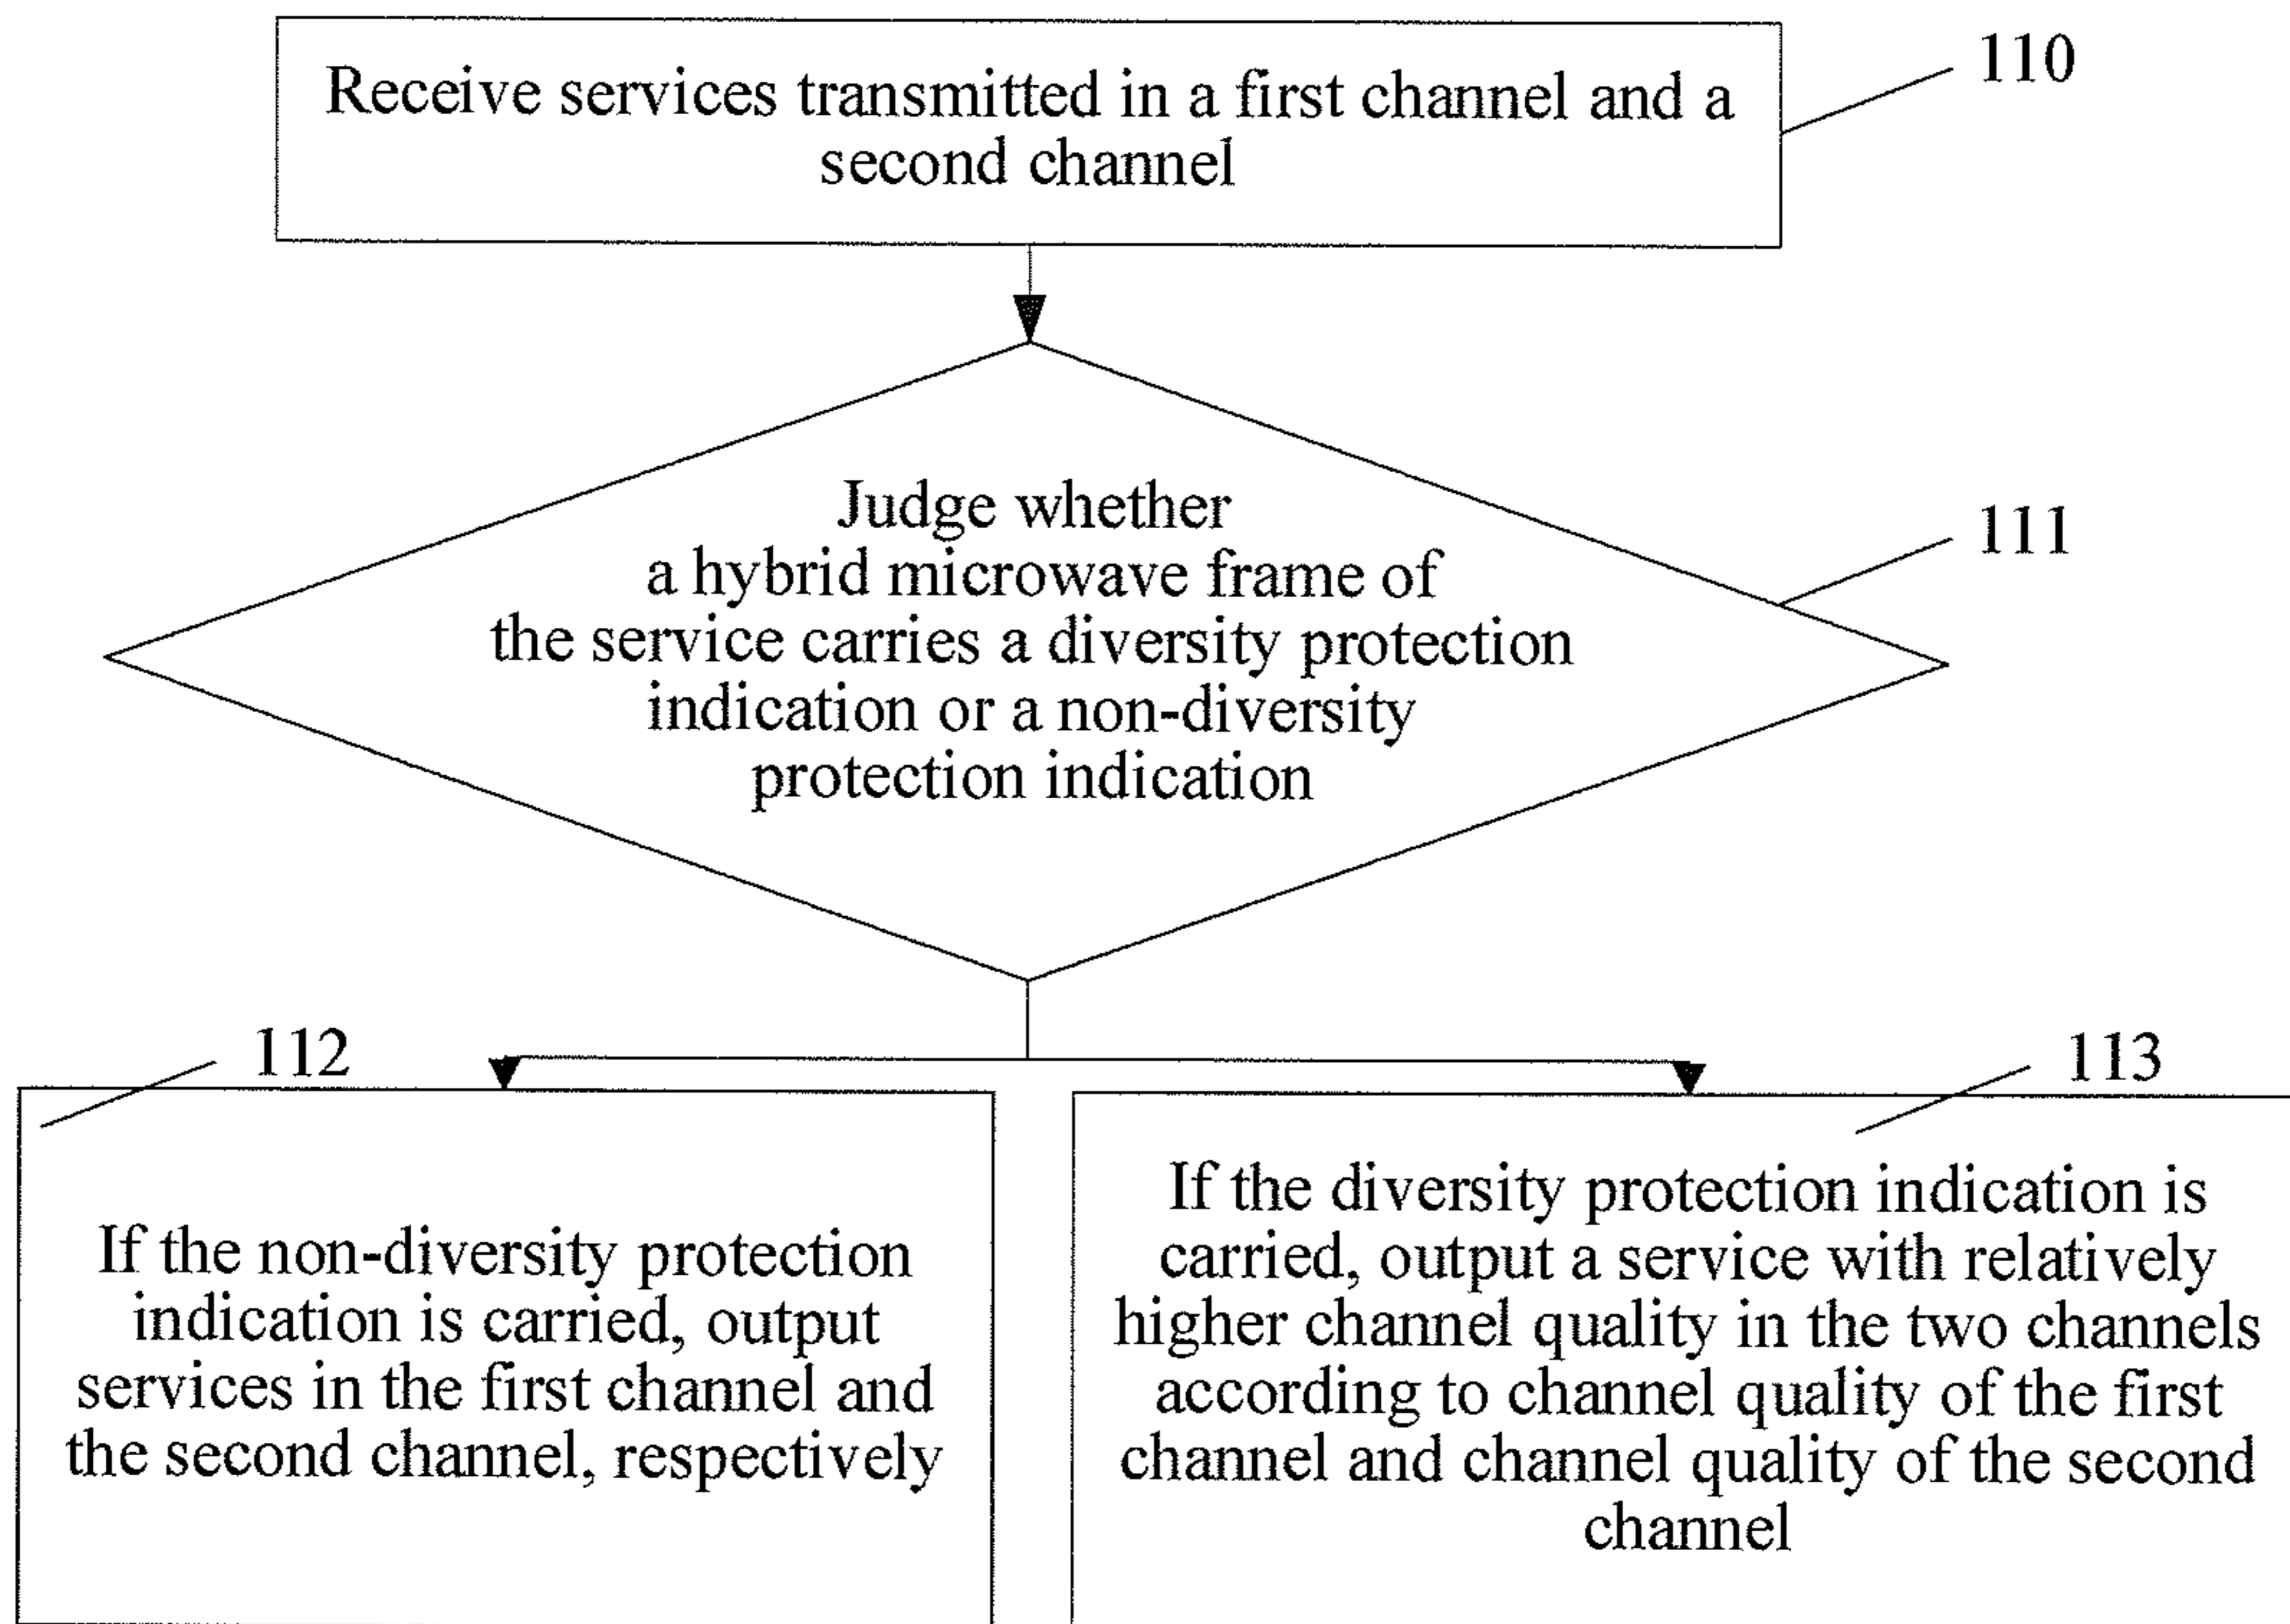 Receive services transmitted in a first channel and a
second channel
110
Judge whether
a hybrid microwave frame of
the service carries a diversity protection
indication or a non-diversity
protection indication
111
112
If the non-diversity protection
indication is carried, output
services in the first channel and
the second channel, respectively
113
If the diversity protection indication is
carried, output a service with relatively
higher channel quality in the two channels
according to channel quality of the first
channel and channel quality of the second
channel